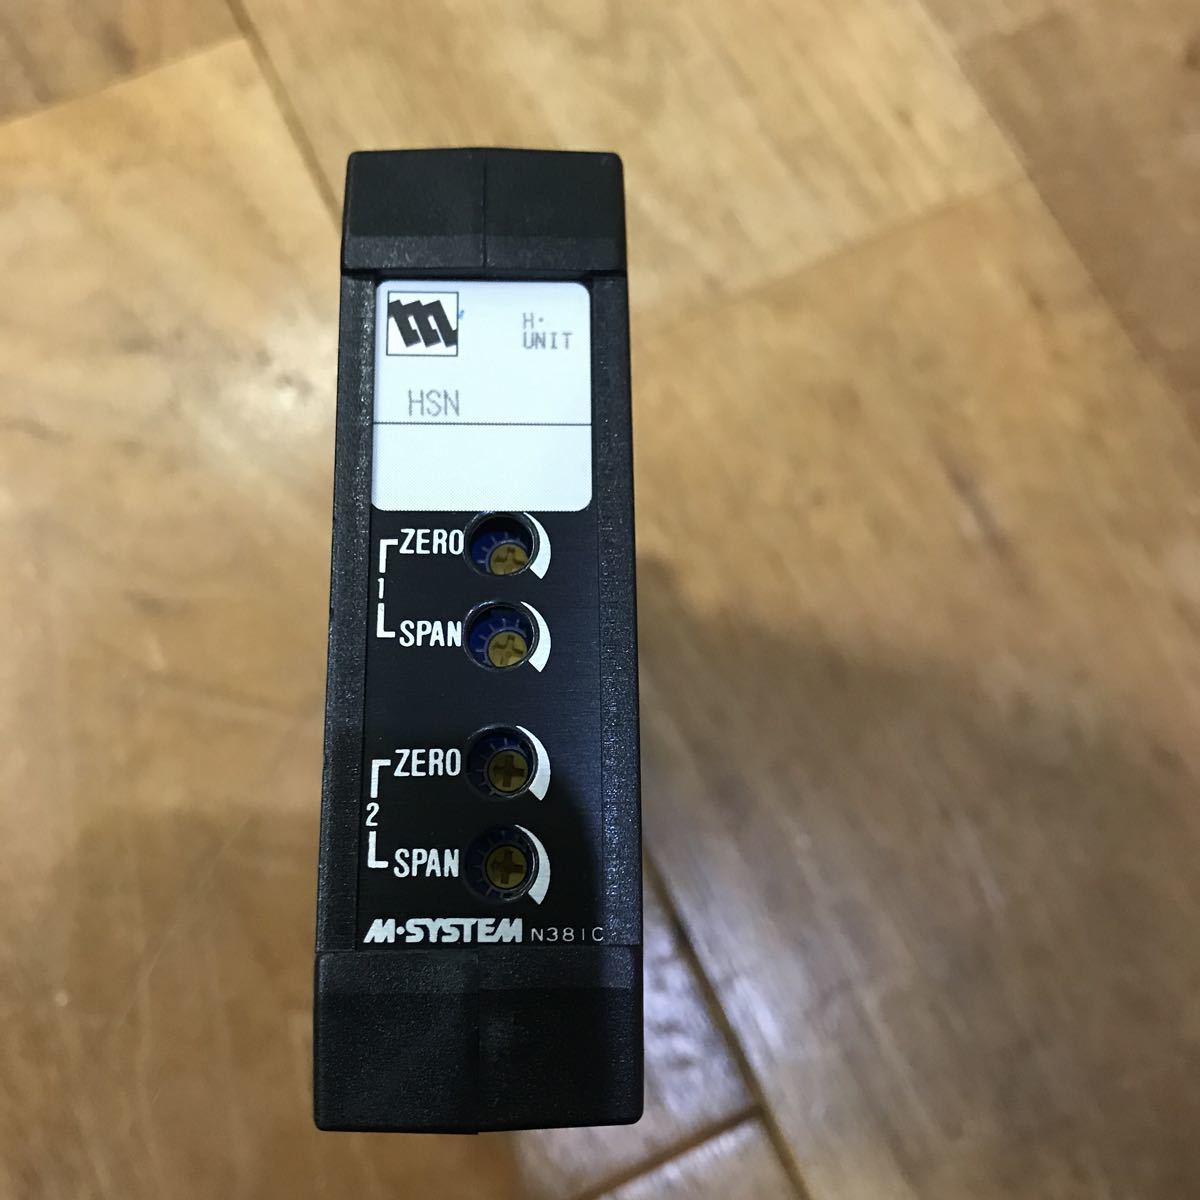 H·
UNIT
HSN
ZERO
1
SPAN
ZERO
2
SPAN
M·SYSTEM N381C